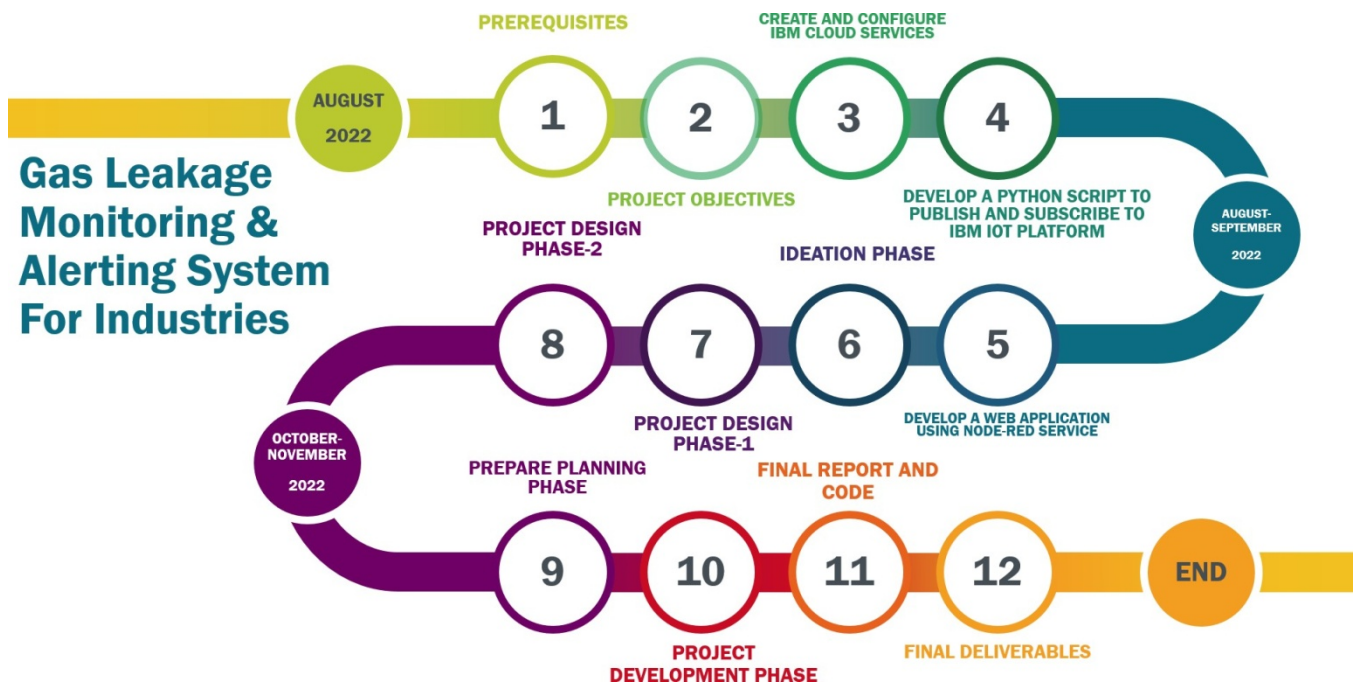 PREREQUISITES
CREATE AND CONFIGURE
IBM CLOUD SERVICES
AUGUST
2022
1
2
3
4
Gas Leakage
Monitoring &
Alerting System
For Industries
PROJECT OBJECTIVES
DEVELOP A PYTHON SCRIPT TO
PUBLISH AND SUBSCRIBE TO
IBM IOT PLATFORM
AUGUST-
SEPTEMBER
2022
PROJECT DESIGN
PHASE-2
IDEATION PHASE
8
7
6
5
PROJECT DESIGN
PHASE-1
DEVELOP A WEB APPLICATION
USING NODE-RED SERVICE
OCTOBER-
NOVEMBER
2022
PREPARE PLANNING
PHASE
FINAL REPORT AND
CODE
9
10
11
12
END
PROJECT
DEVELOPMENT PHASE
FINAL DELIVERABLES